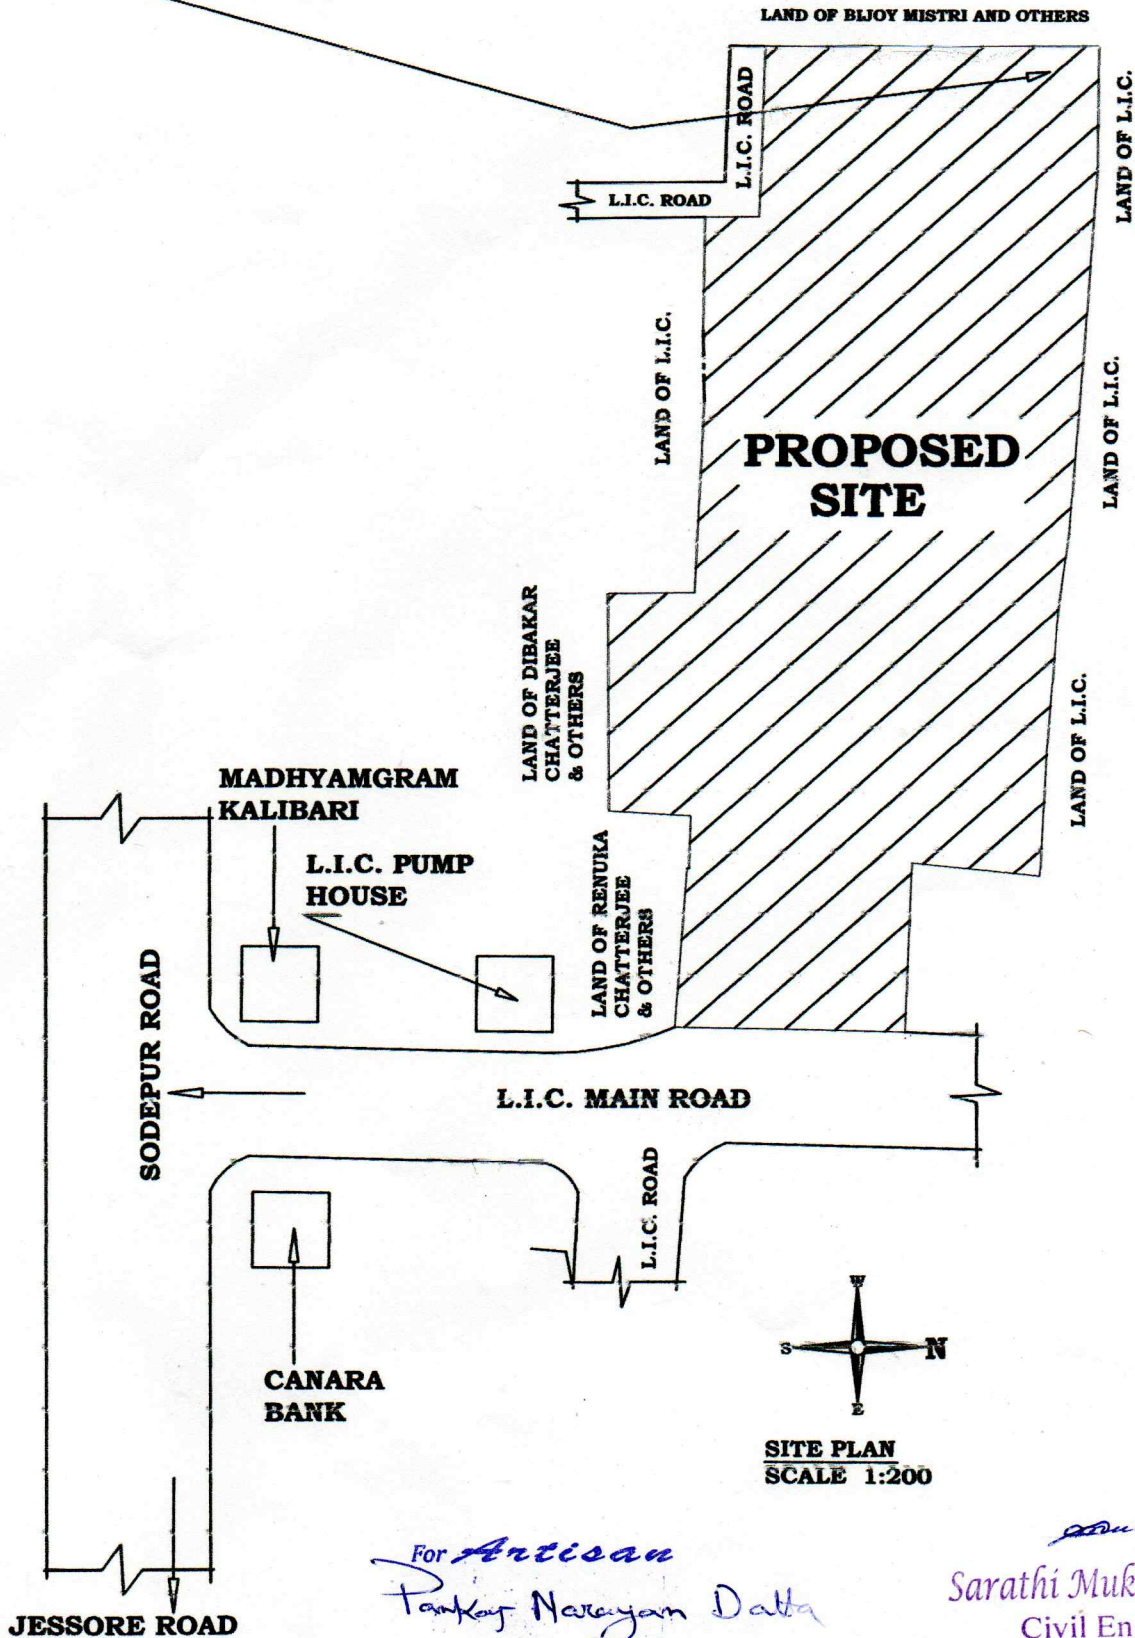 LAND OF BIJOY MISTRI AND OTHERS
L.I.C. ROAD
LAND OF L.I.C.
L.I.C. ROAD
LAND OF L.I.C.
LAND OF L.I.C.
PROPOSED
SITE
LAND OF DIBAKAR
CHATTERJEE
& OTHERS
LAND OF L.I.C.
MADHYAMGRAM
KALIBARI
L.I.C. PUMP
HOUSE
LAND OF RENUKA
CHATTERJEE
& OTHERS
SODEPUR ROAD
L.I.C. MAIN ROAD
L.I.C. ROAD
W
S
N
E
CANARA
BANK
SITE PLAN
SCALE 1:200
For Artisan
Pankaj Narayan Datta
Sarathi Muk
Civil En
JESSORE ROAD